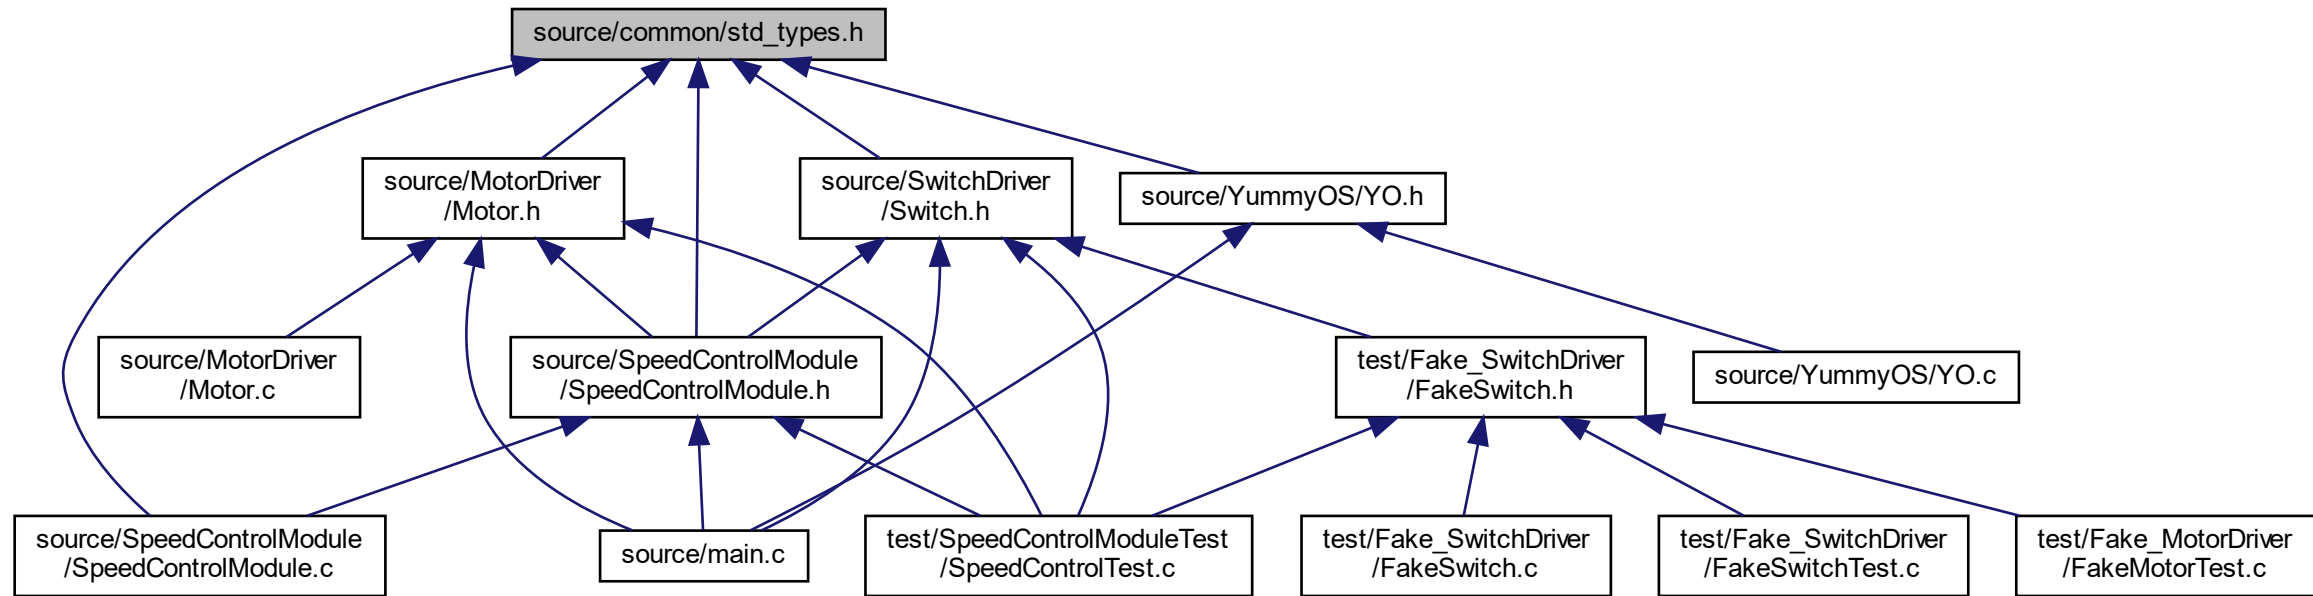 source/common/std_types.h
source/MotorDriver
/Motor.h
source/SwitchDriver
/Switch.h
source/YummyOS/YO.h
source/MotorDriver
/Motor.c
source/SpeedControlModule
/SpeedControlModule.h
test/Fake_SwitchDriver
/FakeSwitch.h
source/YummyOS/YO.c
source/SpeedControlModule
/SpeedControlModule.c
source/main.c
test/SpeedControlModuleTest
/SpeedControlTest.c
test/Fake_SwitchDriver
/FakeSwitch.c
test/Fake_SwitchDriver
/FakeSwitchTest.c
test/Fake_MotorDriver
/FakeMotorTest.c